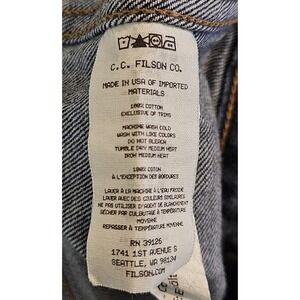 C.C. FILSON CO.
MADE IN USA OF IMPORTED
MATERIALS
100% COTTON
EXCLUSIVE OF TRIMS
MACHINE WASH COLD
WASH WITH LIKE COLORS
DO NOT BLEACH
TUMBLE DRY MEDIUM HEAT
IRON MEDIUM HEAT
100% COTON
À L'EXCEPTION DES BORDURES
LAVER À LA MACHINE À L'EAU FROIDE
LAVER AVEC DES COULEURS SIMILAIRES
NE PAS UTILISER D'AGENT DE BLANCHIMENT
SÉCHER PAR CULBUTAGE À TEMPÉRATURE
MOYENNE
REPASSER À TEMPÉRATURE MOYENNE
RN 39126
1741 1ST AVENUE S
SEATTLE, WA 98134
FILSON.COM